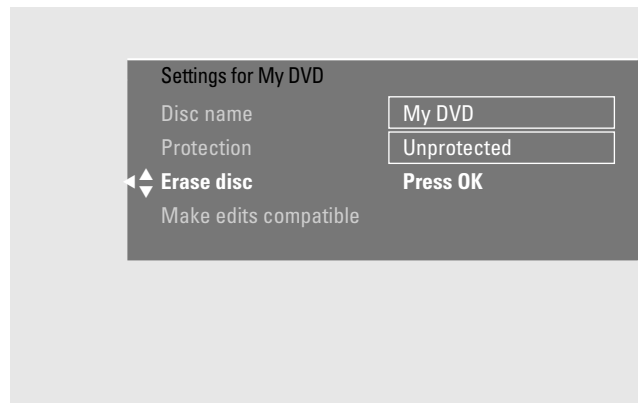 Settings for My DVD
Disc name My DVD
Protection Unprotected
Erase disc Press OK
Make edits compatible